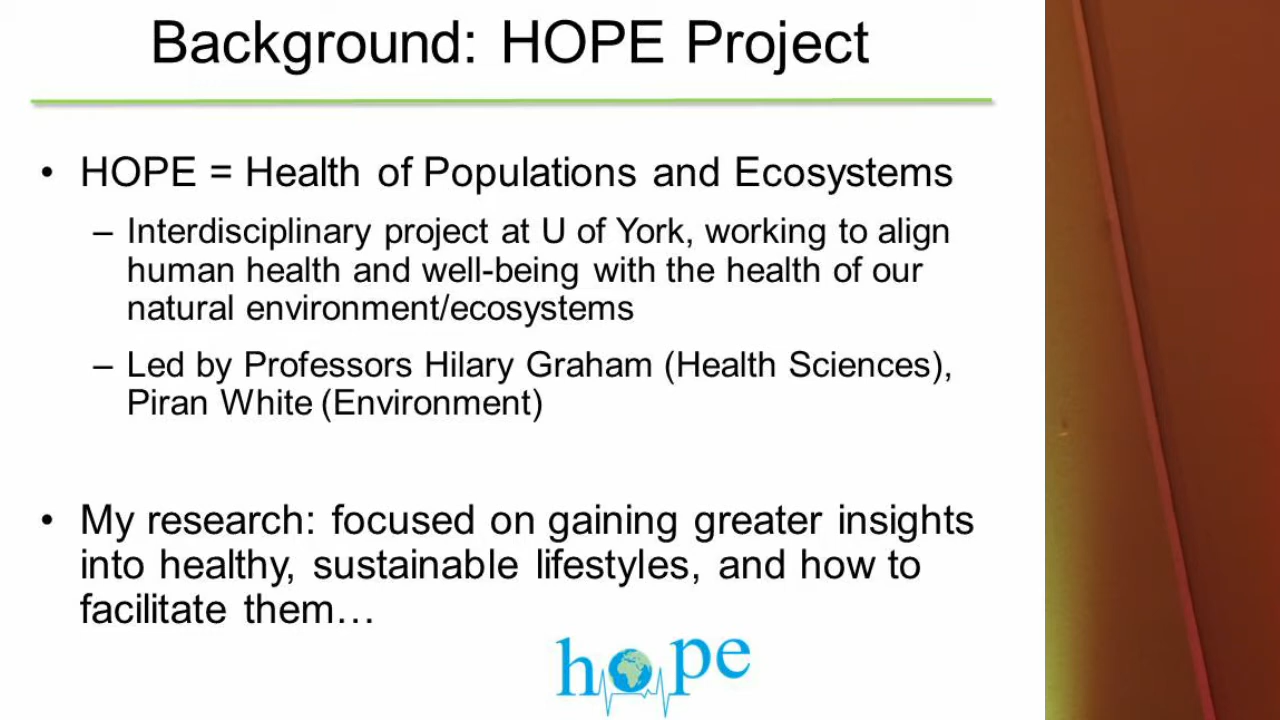 Background: HOPE Project
• HOPE = Health of Populations and Ecosystems
– Interdisciplinary project at U of York, working to align
human health and well-being with the health of our
natural environment/ecosystems
– Led by Professors Hilary Graham (Health Sciences),
Piran White (Environment)
• My research: focused on gaining greater insights
into healthy, sustainable lifestyles, and how to
facilitate them…
hope